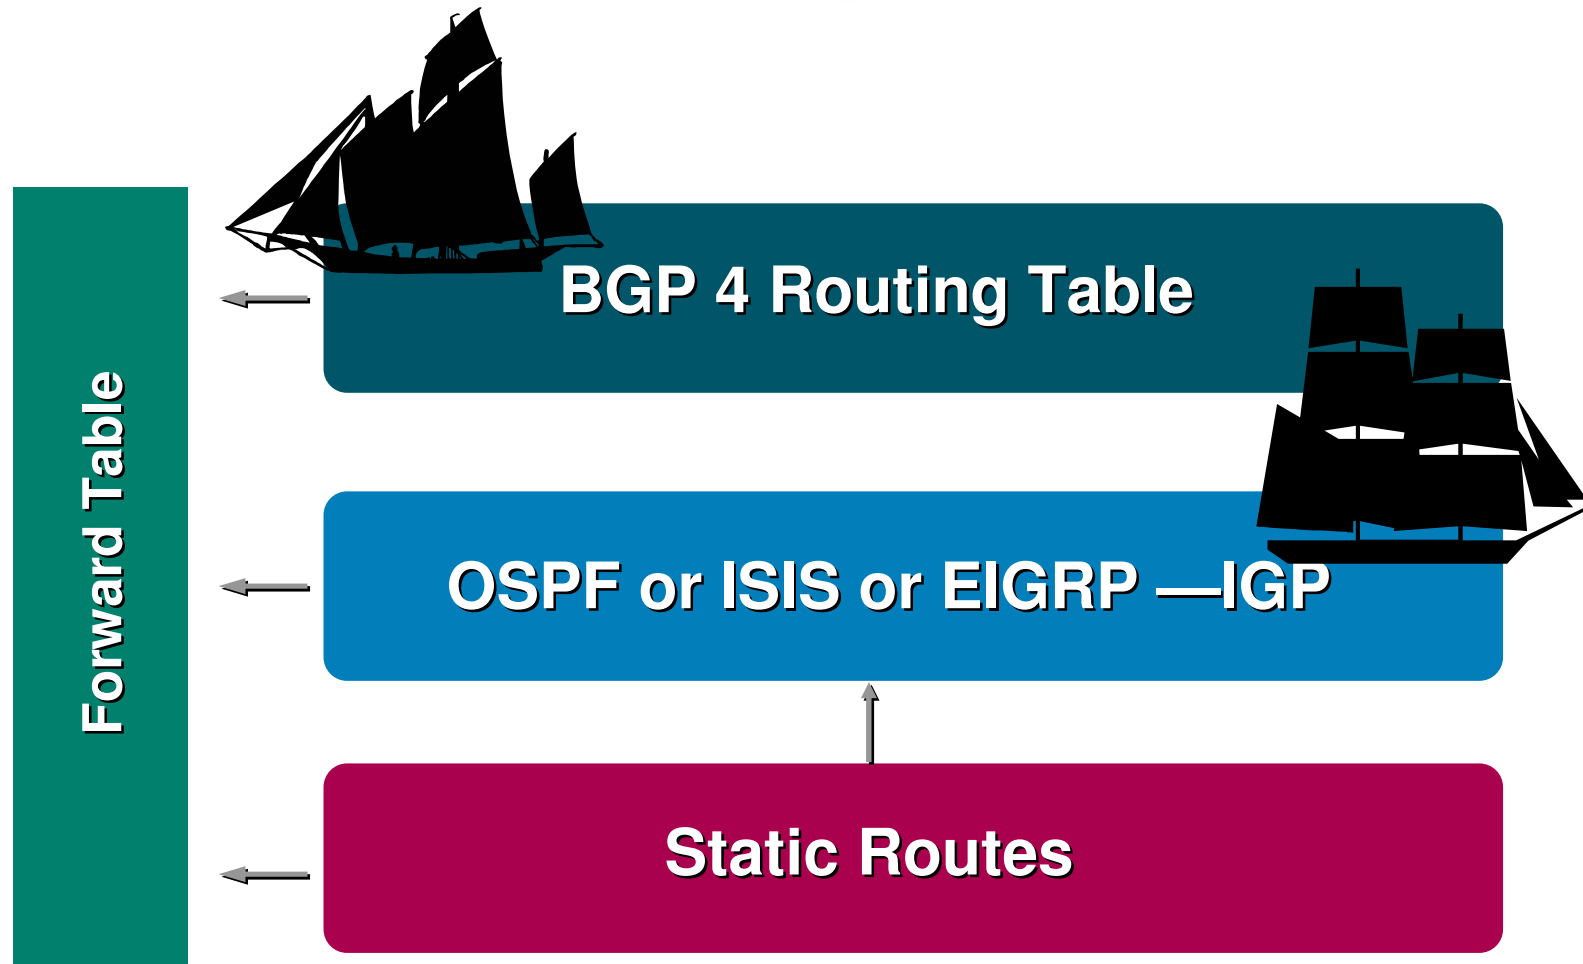 Forward Table
BGP 4 Routing Table
OSPF or ISIS or EIGRP —IGP
Static Routes